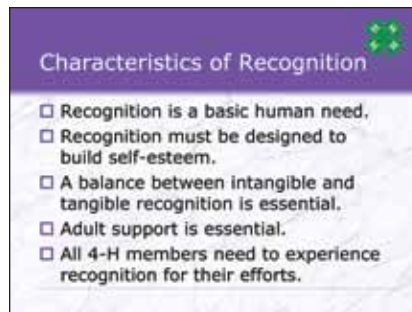 Characteristics of Recognition
Recognition is a basic human need.
Recognition must be designed to
build self-esteem.
A balance between intangible and
tangible recognition is essential.
Adult support is essential.
All 4-H members need to experience
recognition for their efforts.